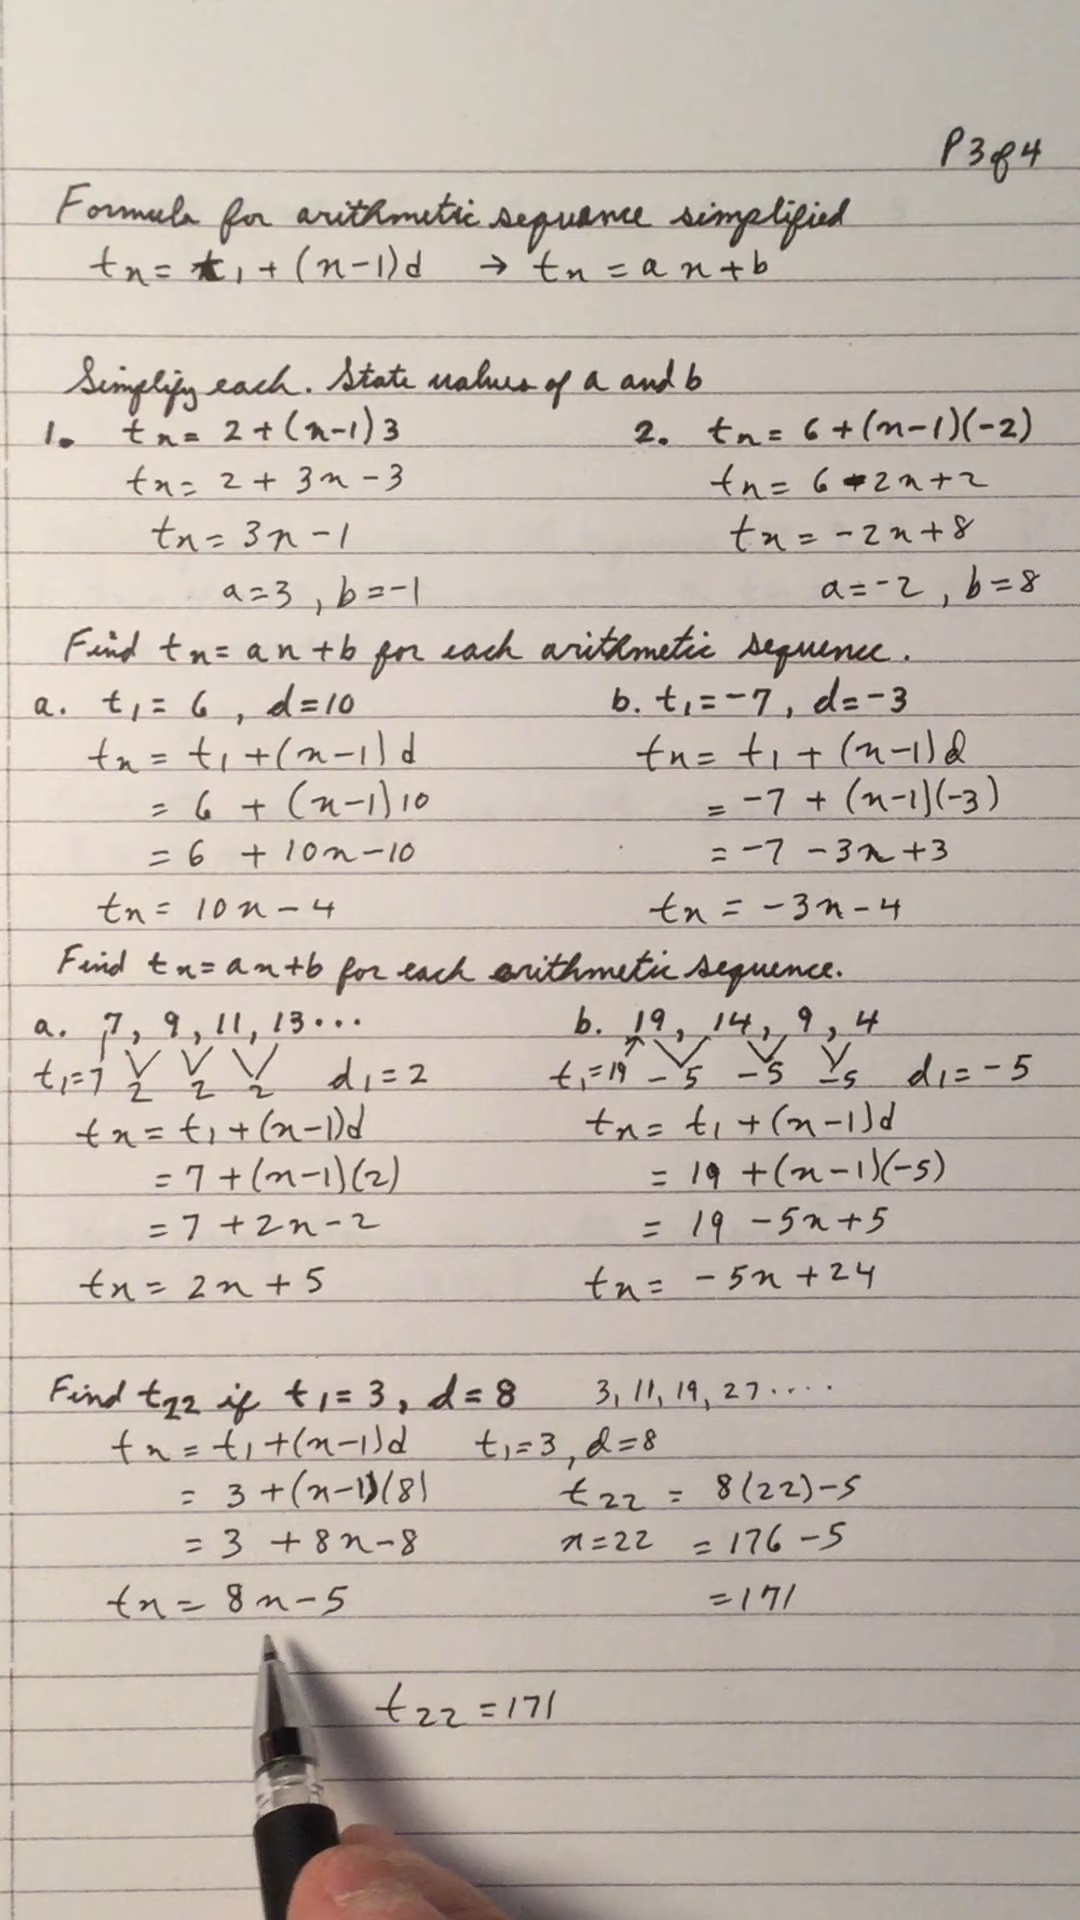 P 3 of 4
Formula for arithmetic sequence simplified
tn = t1 + (n-1)d → tn = an+b
Simplify each. State values of a and b
1. tn = 2+(n-1)3
tn = 2 + 3n - 3
tn = 3n - 1
a=3, b=-1
2. tn = 6+(n-1)(-2)
tn = 6 - 2n + 2
tn = -2n+8
a=-2, b=8
Find tn = an+b for each arithmetic sequence.
a. t1 = 6, d=10
tn = t1 + (n-1)d
= 6 + (n-1)10
= 6 + 10n-10
tn = 10n - 4
b. t1=-7, d=-3
tn = t1 + (n-1)d
= -7 + (n-1)(-3)
= -7 - 3n + 3
tn = -3n-4
Find tn = an+b for each arithmetic sequence.
a. 7, 9, 11, 13...
t1=7 2 2 2 d1=2
tn = t1 + (n-1)d
= 7 + (n-1)(2)
= 7 + 2n - 2
tn = 2n + 5
b. 19, 14, 9, 4
t1=19 -5 -5 -5 d1=-5
tn = t1 + (n-1)d
= 19 + (n-1)(-5)
= 19 - 5n+5
tn = -5n + 24
Find t22 if t1 = 3, d = 8 3, 11, 19, 27....
tn = t1 + (n-1)d
= 3 + (n-1)(8)
= 3 + 8n-8
tn = 8n-5
t1=3, d=8
t22 = 8(22)-5
n=22 = 176-5
= 171
t22 = 171